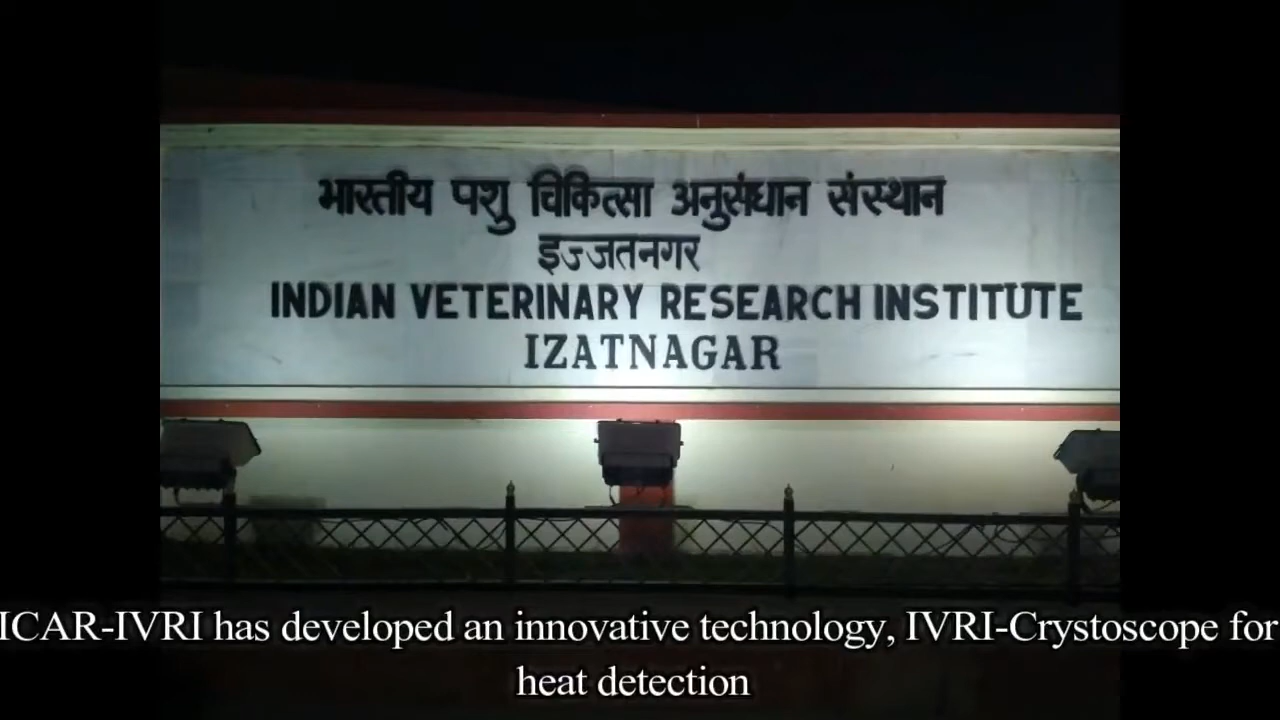 भारतीय पशु चिकित्सा अनुसंधान संस्थान
इज्जतनगर
INDIAN VETERINARY RESEARCH INSTITUTE
IZATNAGAR
ICAR-IVRI has developed an innovative technology, IVRI-Crystoscope for
heat detection